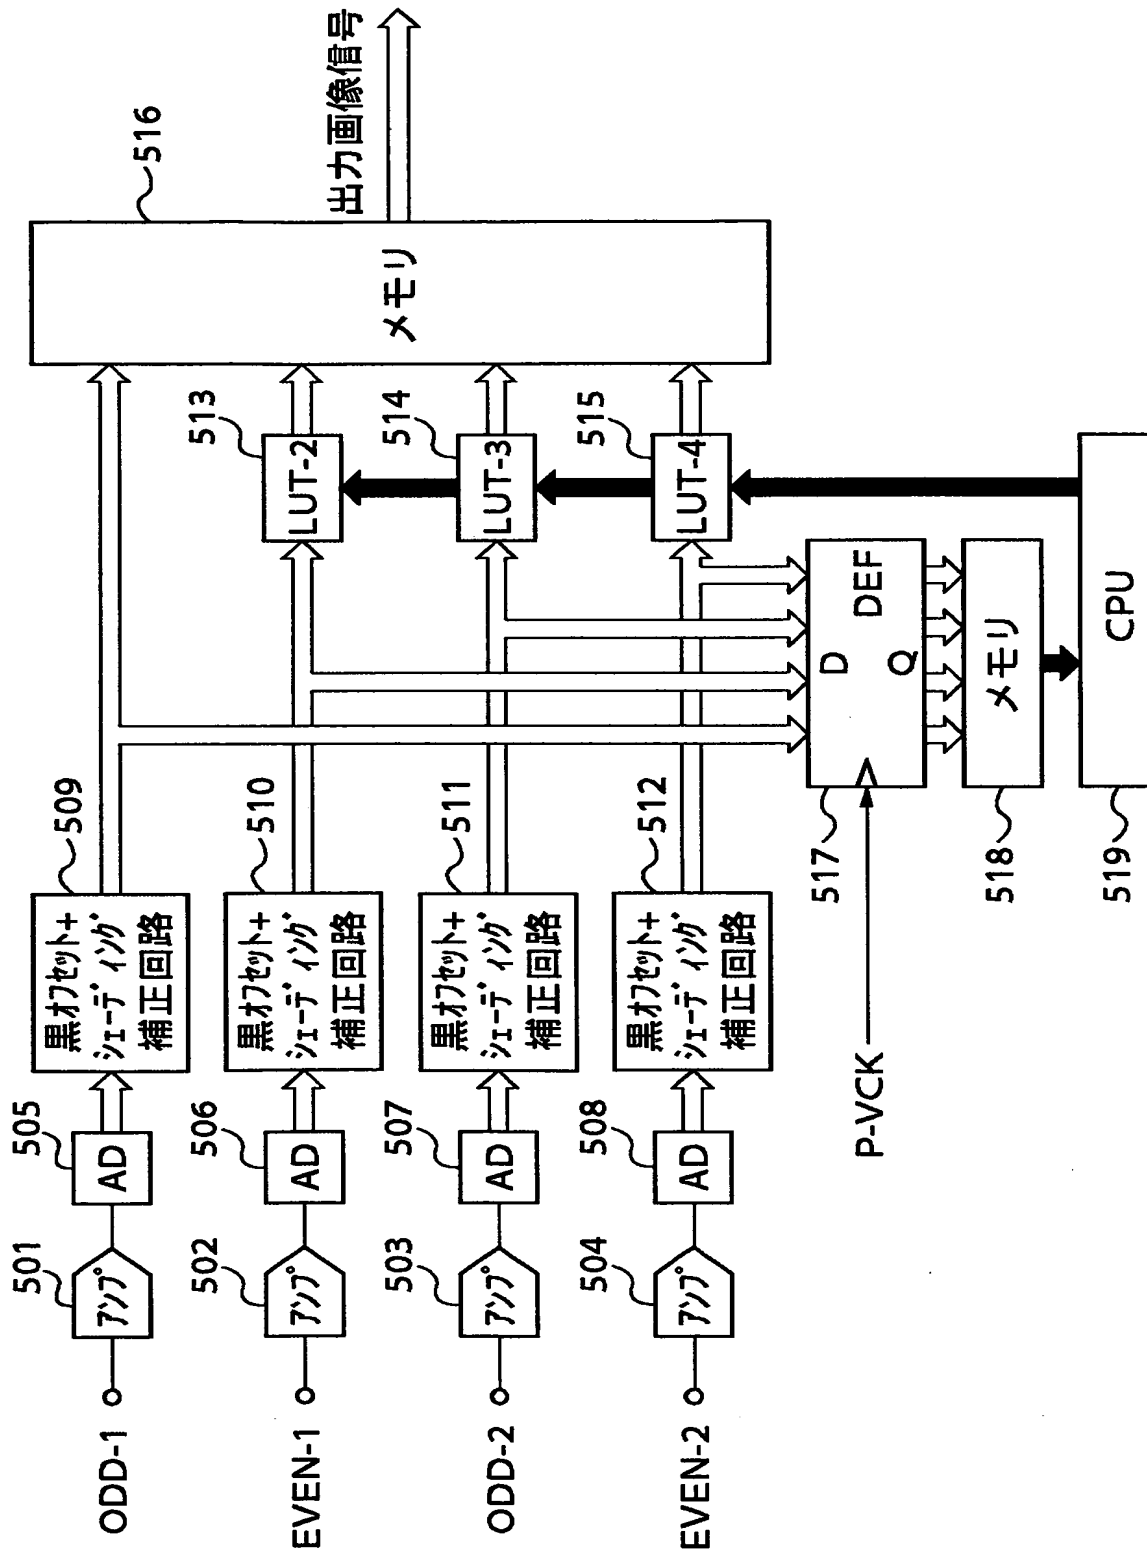 ODD-1
501
アンプ
505
AD
黒オフセット+
シェーディング
補正回路
509
EVEN-1
502
アンプ
506
AD
黒オフセット+
シェーディング
補正回路
510
LUT-2
513
ODD-2
503
アンプ
507
AD
黒オフセット+
シェーディング
補正回路
511
LUT-3
514
EVEN-2
504
アンプ
508
AD
黒オフセット+
シェーディング
補正回路
512
LUT-4
515
メモリ
516
出力画像信号
P-VCK
517
D
Q
DEF
518
メモリ
519
CPU